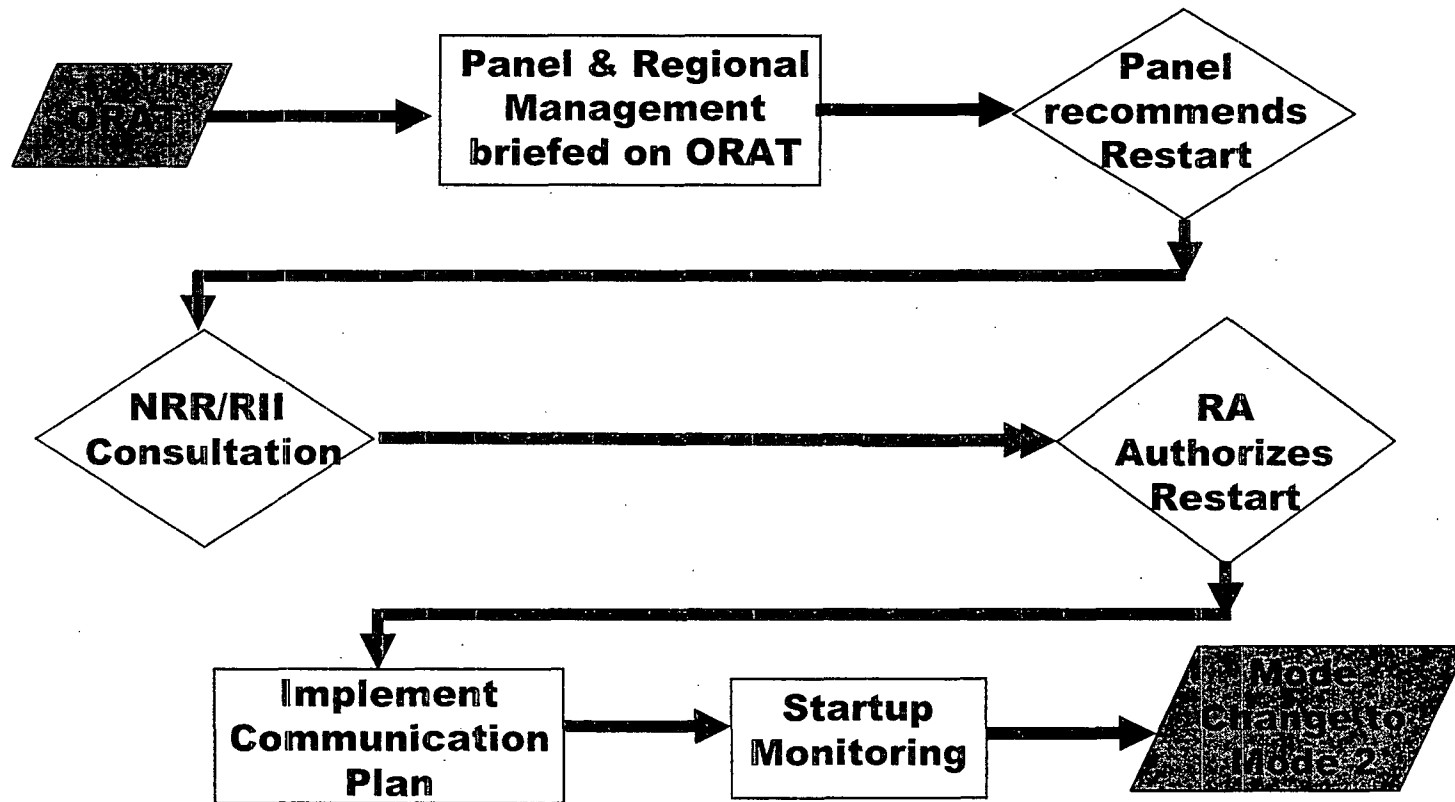 ORAT
Panel & Regional
Management
briefed on ORAT
Panel
recommends
Restart
NRR/RII
Consultation
RA
Authorizes
Restart
Implement
Communication
Plan
Startup
Monitoring
Mode
Change to
Mode 2